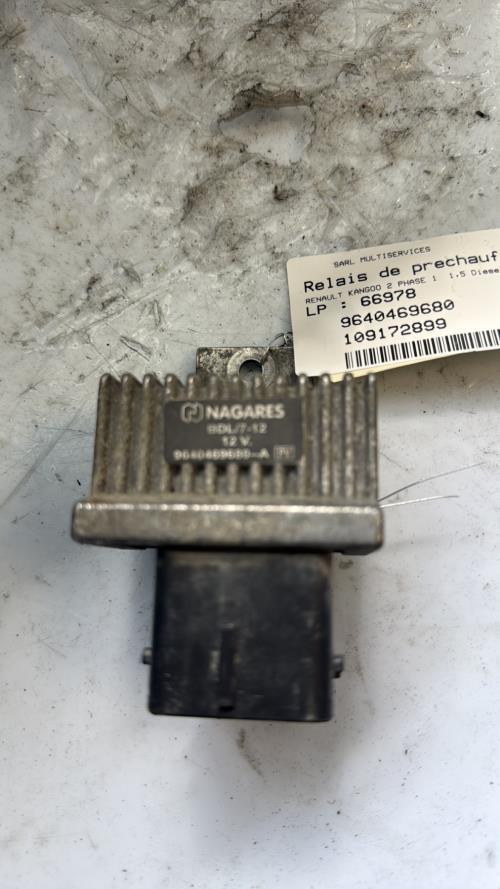 SARL MULTISERVICES
Relais de prechauf
RENAULT KANGOO 2 PHASE 1 1,5 Diese
LP : 66978
9640469680
109172899
NAGARES
BDL/7-12
12 V.
9640469680-A